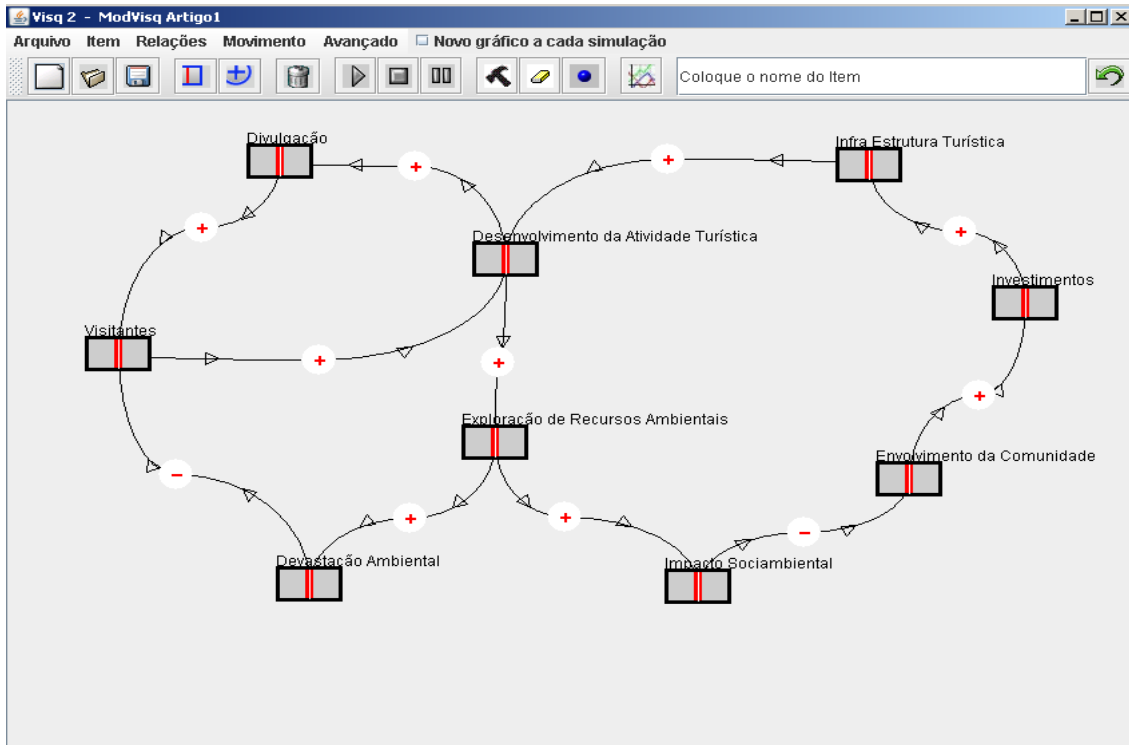 Visq 2 - ModVisq Artigo1
Arquivo Item Relações Movimento Avançado Novo gráfico a cada simulação
Coloque o nome do Item
Divulgação
Infra Estrutura Turística
+
+
+
+
Desenvolvimento da Atividade Turística
Investimentos
Visitantes
+
+
+
Exploração de Recursos Ambientais
Envolvimento da Comunidade
−
+
+
−
Devastação Ambiental
Impacto Sociambiental